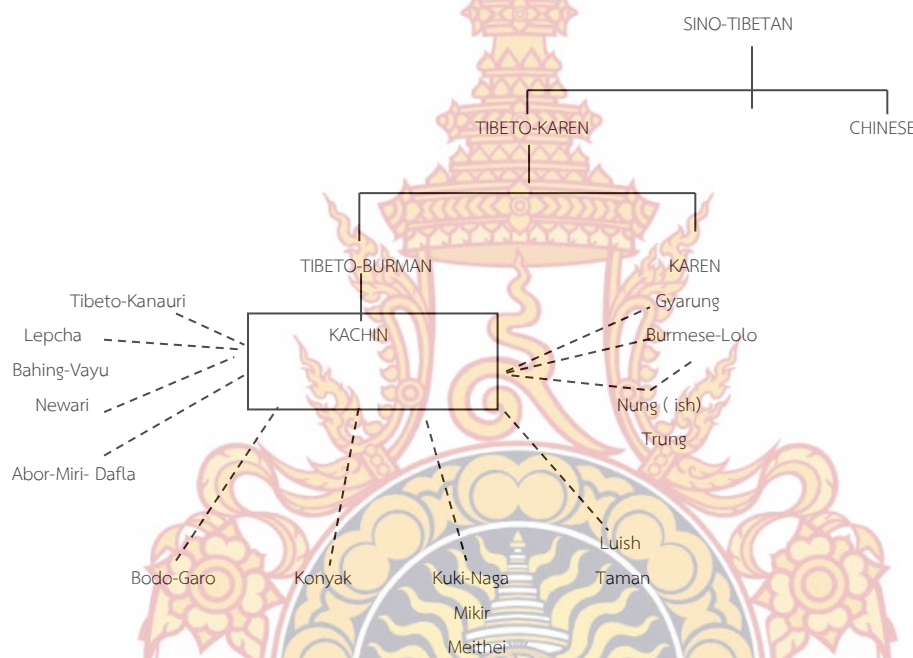 SINO-TIBETAN
TIBETO-KAREN
CHINESE
TIBETO-BURMAN
KAREN
Tibeto-Kanauri
Gyarung
Lepcha
KACHIN
Burmese-Lolo
Bahing-Vayu
Newari
Nung ( ish)
Trung
Abor-Miri- Dafla
Luish
Bodo-Garo
Konyak
Kuki-Naga
Taman
Mikir
Meithei